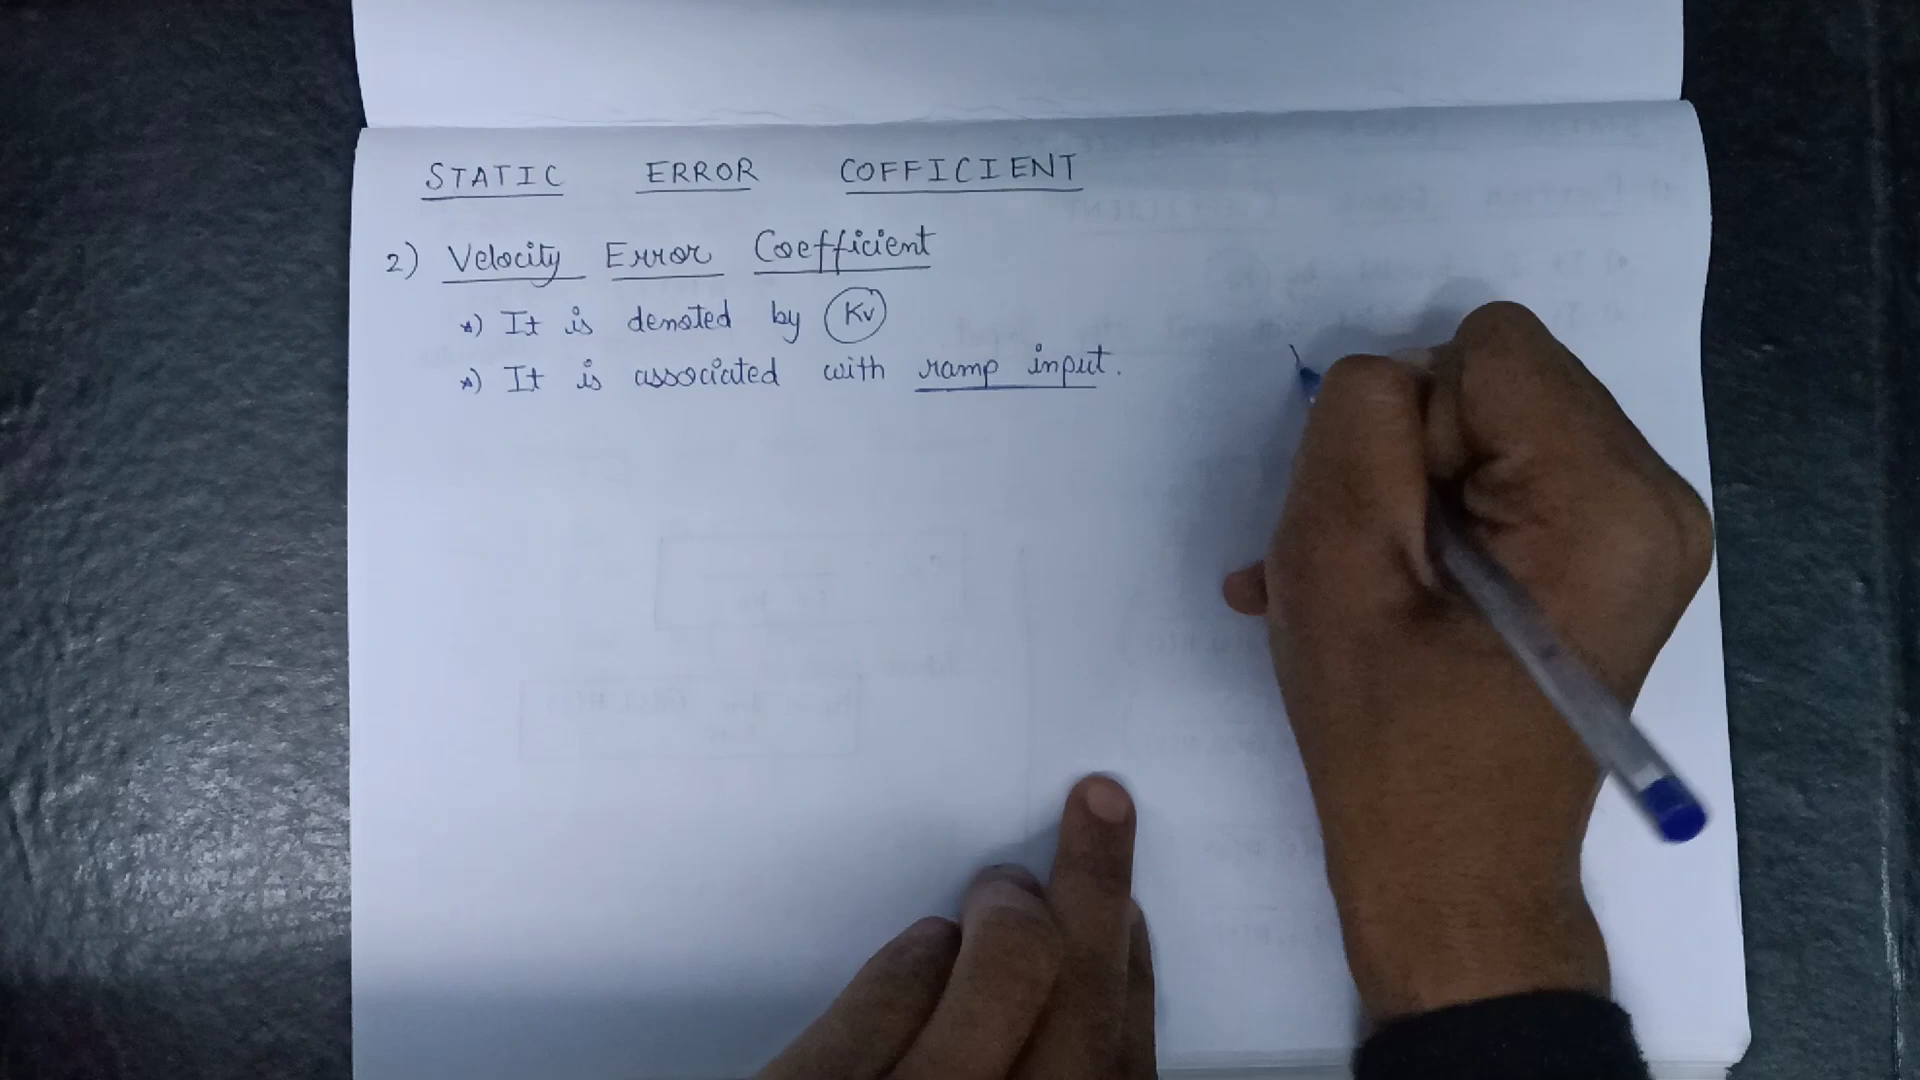 STATIC ERROR COFFICIENT
2) Velocity Error Coefficient
*) It is denoted by Kv
*) It is associated with ramp input.